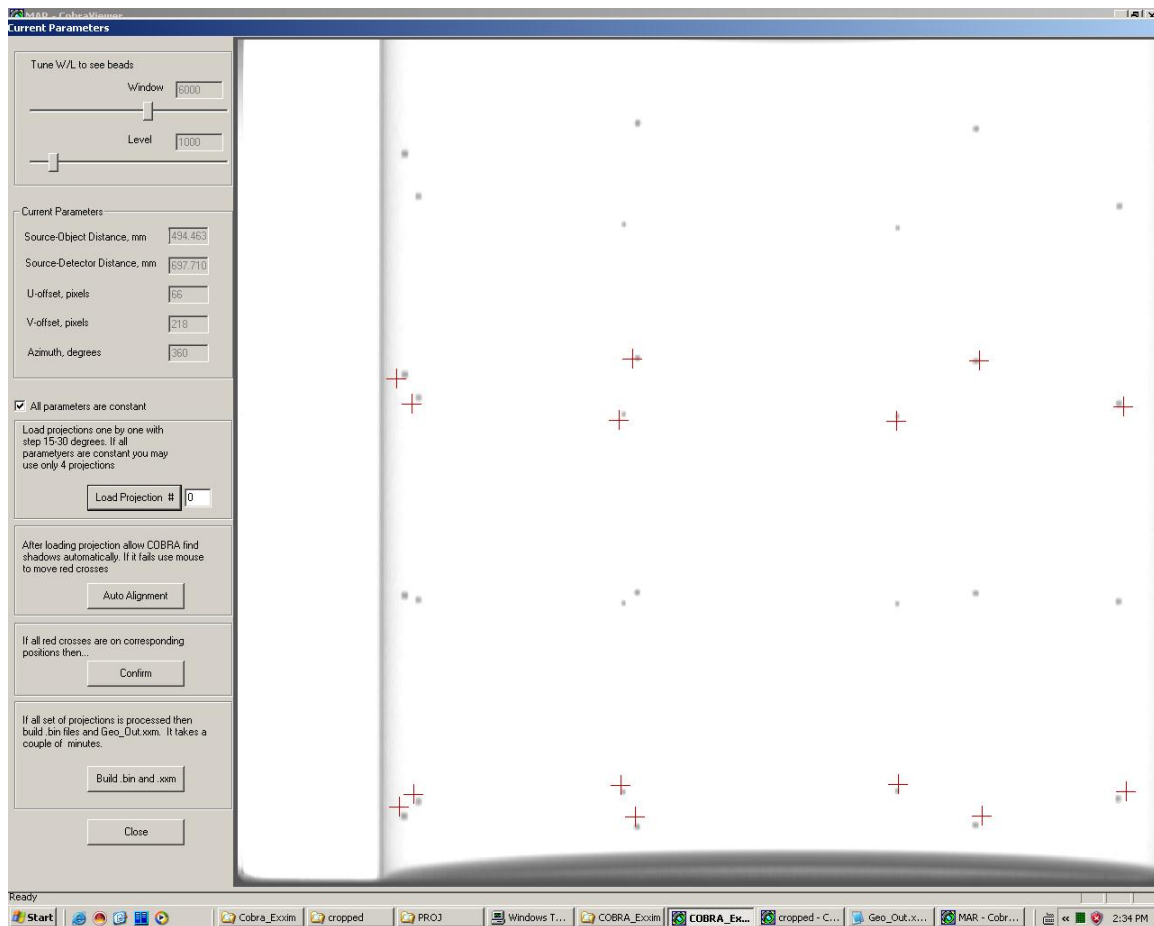 MAR - CobraViewer
Current Parameters
Tune W/L to see beads
Window 6000
Level 1000
Current Parameters
Source-Object Distance, mm 494.463
Source-Detector Distance, mm 697.710
U-offset, pixels 66
V-offset, pixels 218
Azimuth, degrees 360
All parameters are constant
Load projections one by one with
step 15-30 degrees. If all
parametyers are constant you may
use only 4 projections
Load Projection # 0
After loading projection allow COBRA find
shadows automatically. If it fails use mouse
to move red crosses
Auto Alignment
If all red crosses are on corresponding
positions then...
Confirm
If all set of projections is processed then
build .bin files and Geo_Out.xxm. It takes a
couple of minutes.
Build .bin and .xxm
Close
Ready
Start Cobra_Exxim cropped PROJ Windows T... COBRA_Exxim COBRA_Ex... cropped - C... Geo_Out.x... MAR - Cobr... « 2:34 PM